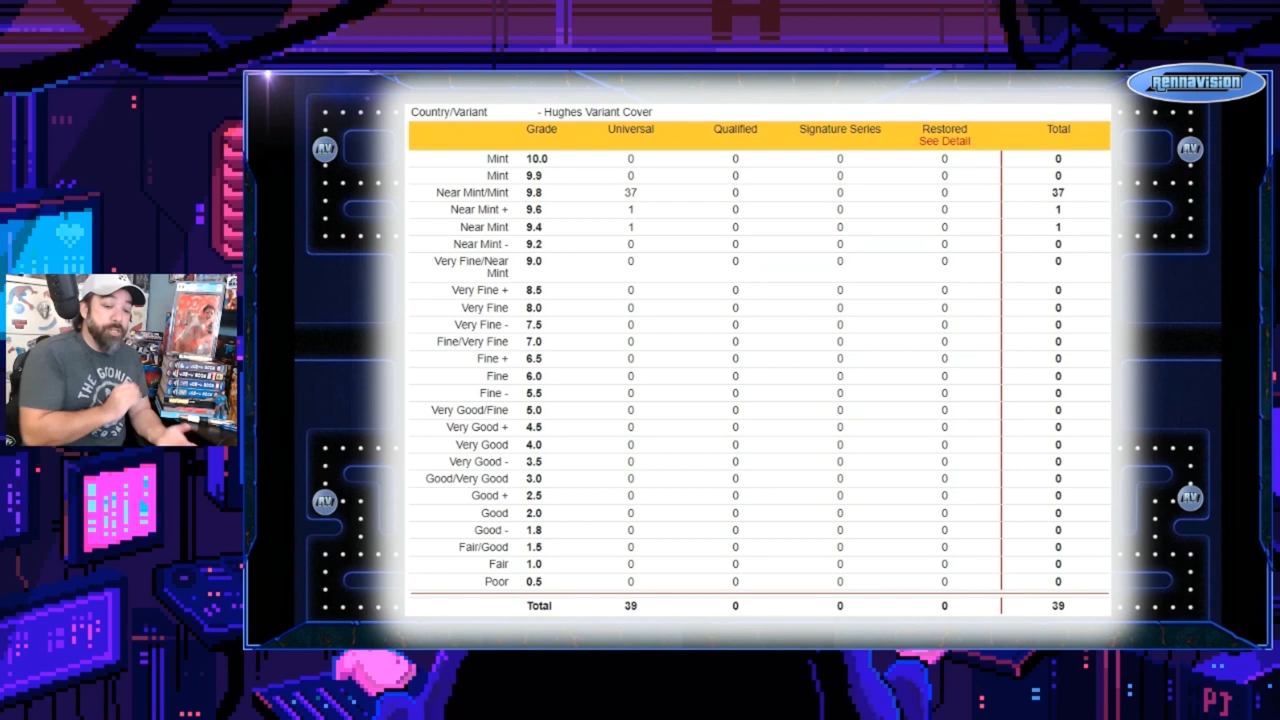 RENNAVISION
Country/Variant - Hughes Variant Cover
Grade Universal Qualified Signature Series Restored Total
See Detail
Mint 10.0 0 0 0 0 0
Mint 9.9 0 0 0 0 0
Near Mint/Mint 9.8 37 0 0 0 37
Near Mint + 9.6 1 0 0 0 1
Near Mint 9.4 1 0 0 0 1
Near Mint - 9.2 0 0 0 0 0
Very Fine/Near 9.0 0 0 0 0 0
Mint
Very Fine + 8.5 0 0 0 0 0
Very Fine 8.0 0 0 0 0 0
Very Fine - 7.5 0 0 0 0 0
Fine/Very Fine 7.0 0 0 0 0 0
Fine + 6.5 0 0 0 0 0
Fine 6.0 0 0 0 0 0
Fine - 5.5 0 0 0 0 0
Very Good/Fine 5.0 0 0 0 0 0
Very Good + 4.5 0 0 0 0 0
Very Good 4.0 0 0 0 0 0
Very Good - 3.5 0 0 0 0 0
Good/Very Good 3.0 0 0 0 0 0
Good + 2.5 0 0 0 0 0
Good 2.0 0 0 0 0 0
Good - 1.8 0 0 0 0 0
Fair/Good 1.5 0 0 0 0 0
Fair 1.0 0 0 0 0 0
Poor 0.5 0 0 0 0 0
Total 39 0 0 0 39
RV
RV
RV
RV
THE GOONIE
H
PJ